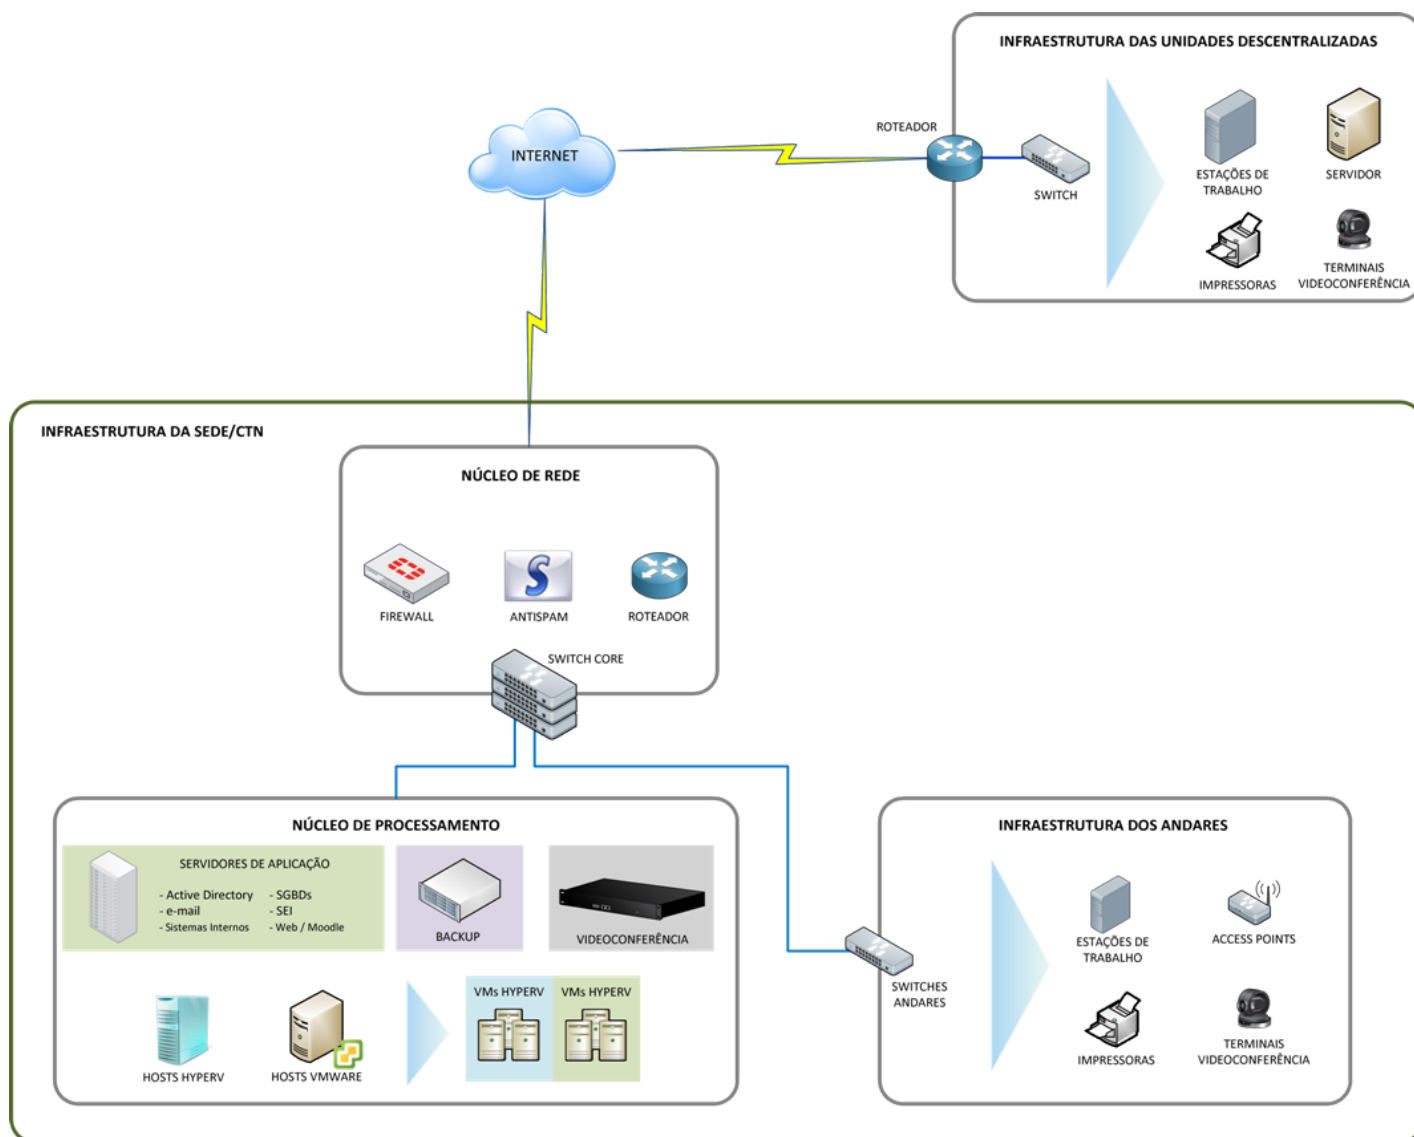 INFRAESTRUTURA DAS UNIDADES DESCENTRALIZADAS
ROTEADOR
INTERNET
SWITCH
ESTAÇÕES DE
TRABALHO
SERVIDOR
IMPRESSORAS
TERMINAIS
VIDEOCONFERÊNCIA
INFRAESTRUTURA DA SEDE/CTN
NÚCLEO DE REDE
FIREWALL
ANTISPAM
ROTEADOR
SWITCH CORE
NÚCLEO DE PROCESSAMENTO
SERVIDORES DE APLICAÇÃO
- Active Directory
- e-mail
- Sistemas Internos
- SGBDs
- SEI
- Web / Moodle
BACKUP
VIDEOCONFERÊNCIA
HOSTS HYPERV
HOSTS VMWARE
VMs HYPERV
VMs HYPERV
INFRAESTRUTURA DOS ANDARES
SWITCHES
ANDARES
ESTAÇÕES DE
TRABALHO
ACCESS POINTS
IMPRESSORAS
TERMINAIS
VIDEOCONFERÊNCIA